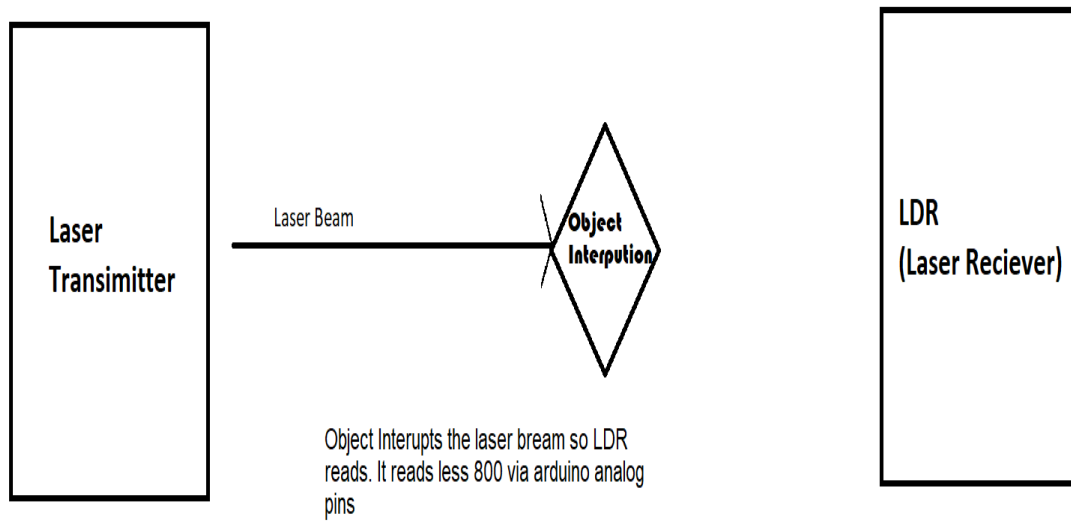 Laser
Transimitter
Laser Beam
Object
Interpution
LDR
(Laser Reciever)
Object Interupts the laser bream so LDR
reads. It reads less 800 via arduino analog
pins